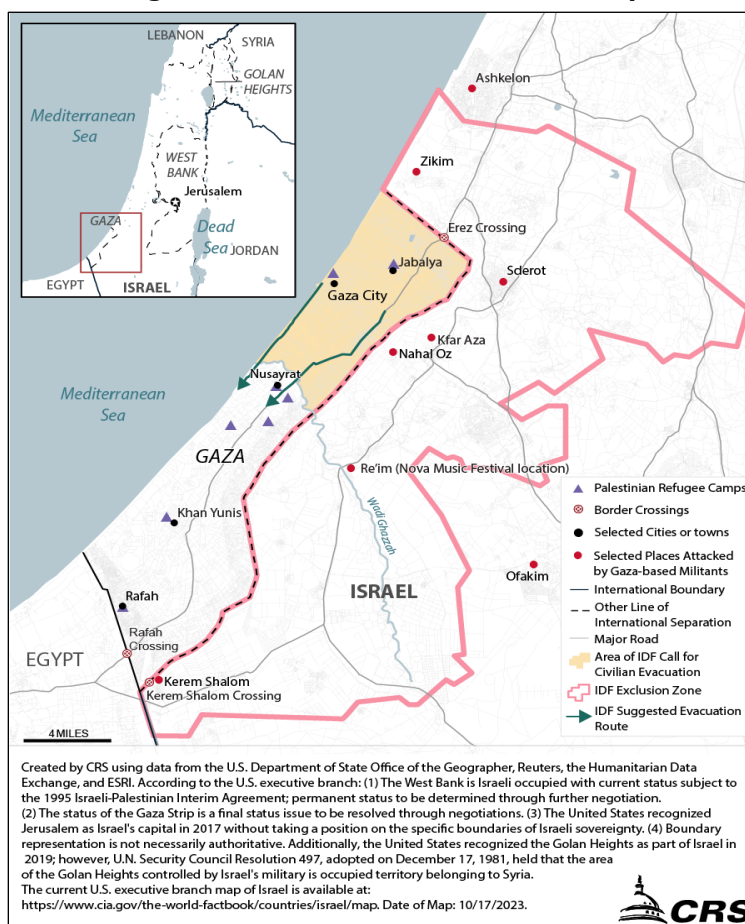 LEBANON
SYRIA
GOLAN
HEIGHTS
Mediterranean
Sea
WEST
BANK
Jerusalem
GAZA
Dead
Sea
JORDAN
EGYPT
ISRAEL
Ashkelon
Zikim
Erez Crossing
Jabalya
Sderot
Gaza City
Kfar Aza
Nahal Oz
Nusayrat
Mediterranean
Sea
GAZA
Re'im (Nova Music Festival location)
Wadi Ghazzah
Khan Yunis
Ofakim
ISRAEL
Rafah
Rafah
Crossing
EGYPT
Kerem Shalom
Kerem Shalom Crossing
4 MILES
Palestinian Refugee Camps
Border Crossings
Selected Cities or towns
Selected Places Attacked
by Gaza-based Militants
International Boundary
Other Line of
International Separation
Major Road
Area of IDF Call for
Civilian Evacuation
IDF Exclusion Zone
IDF Suggested Evacuation
Route
Created by CRS using data from the U.S. Department of State Office of the Geographer, Reuters, the Humanitarian Data
Exchange, and ESRI. According to the U.S. executive branch: (1) The West Bank is Israeli occupied with current status subject to
the 1995 Israeli-Palestinian Interim Agreement; permanent status to be determined through further negotiation.
(2) The status of the Gaza Strip is a final status issue to be resolved through negotiations. (3) The United States recognized
Jerusalem as Israel's capital in 2017 without taking a position on the specific boundaries of Israeli sovereignty. (4) Boundary
representation is not necessarily authoritative. Additionally, the United States recognized the Golan Heights as part of Israel in
2019; however, U.N. Security Council Resolution 497, adopted on December 17, 1981, held that the area
of the Golan Heights controlled by Israel's military is occupied territory belonging to Syria.
The current U.S. executive branch map of Israel is available at:
https://www.cia.gov/the-world-factbook/countries/israel/map. Date of Map: 10/17/2023.
CRS